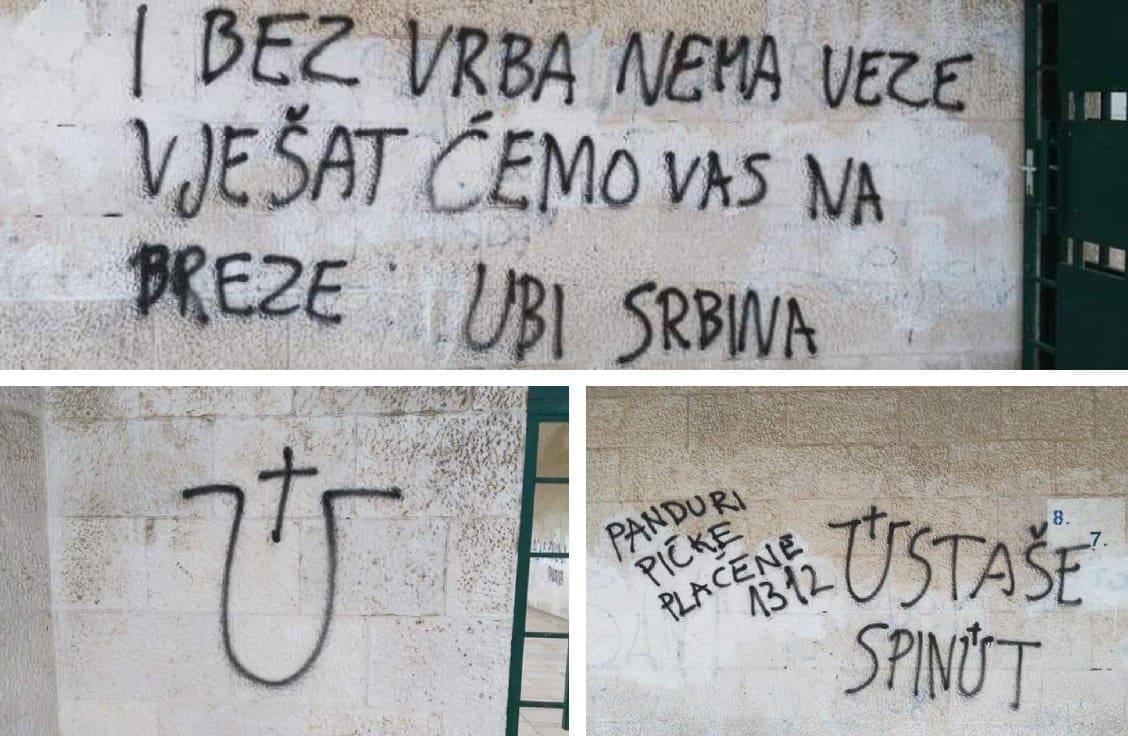 I BEZ VRBA NEMA VEZE
VJEŠAT ĆEMO VAS NA
BREZE UBI SRBINA
U
PANDURI
PIČKE
PLAĆENE
1312
USTAŠE
SPINUT
8.
7.